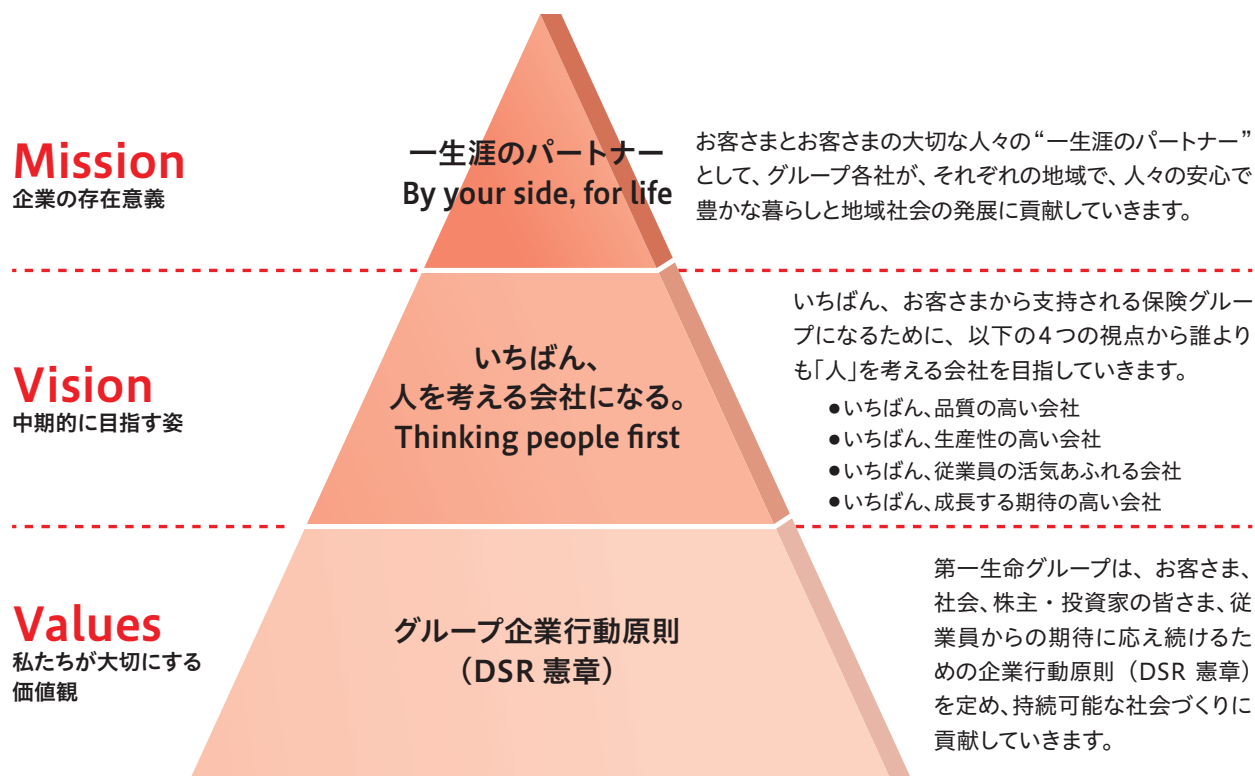 Mission
企業の存在意義
一生涯のパートナー
By your side, for life
お客さまとお客さまの大切な人々の“一生涯のパートナー”
として、グループ各社が、それぞれの地域で、人々の安心で
豊かな暮らしと地域社会の発展に貢献していきます。
Vision
中期的に目指す姿
いちばん、
人を考える会社になる。
Thinking people first
いちばん、お客さまから支持される保険グルー
プになるために、以下の4つの視点から誰より
も「人」を考える会社を目指していきます。
●いちばん、品質の高い会社
●いちばん、生産性の高い会社
●いちばん、従業員の活気あふれる会社
●いちばん、成長する期待の高い会社
Values
私たちが大切にする
価値観
グループ企業行動原則
（DSR 憲章）
第一生命グループは、お客さま、
社会、株主・投資家の皆さま、従
業員からの期待に応え続けるた
めの企業行動原則（DSR 憲章）
を定め、持続可能な社会づくりに
貢献していきます。